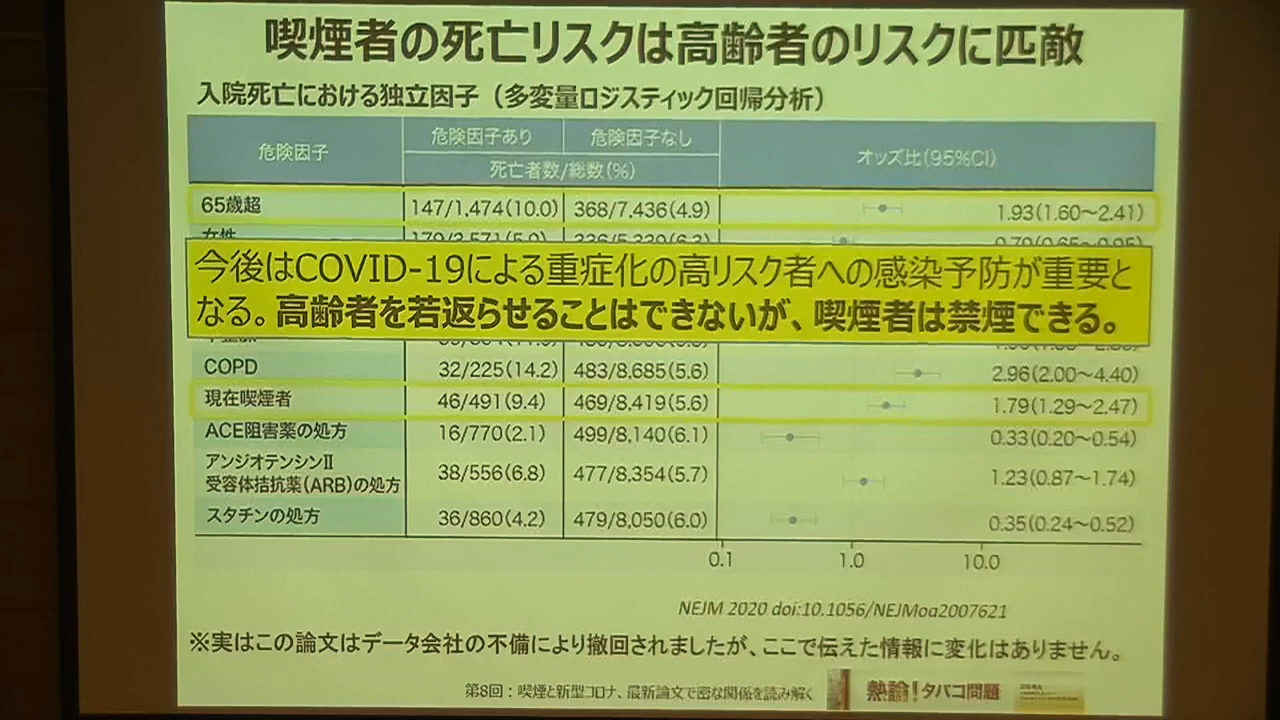 喫煙者の死亡リスクは高齢者のリスクに匹敵
入院死亡における独立因子（多変量ロジスティック回帰分析）
危険因子 危険因子あり 危険因子なし オッズ比(95%CI)
死亡者数/総数(%)
65歳超 147/1,474(10.0) 368/7,436(4.9) 1.93(1.60〜2.41)
女性 179/3,571(5.0) 336/5,339(6.3) 0.79(0.65〜0.95)
今後はCOVID-19による重症化の高リスク者への感染予防が重要と
なる。高齢者を若返らせることはできないが、喫煙者は禁煙できる。
COPD 32/225(14.2) 483/8,685(5.6) 2.96(2.00〜4.40)
現在喫煙者 46/491(9.4) 469/8,419(5.6) 1.79(1.29〜2.47)
ACE阻害薬の処方 16/770(2.1) 499/8,140(6.1) 0.33(0.20〜0.54)
アンジオテンシンⅡ
受容体拮抗薬(ARB)の処方 38/556(6.8) 477/8,354(5.7) 1.23(0.87〜1.74)
スタチンの処方 36/860(4.2) 479/8,050(6.0) 0.35(0.24〜0.52)
0.1 1.0 10.0
NEJM 2020 doi:10.1056/NEJMoa2007621
※実はこの論文はデータ会社の不備により撤回されましたが、ここで伝えた情報に変化はありません。
第8回：喫煙と新型コロナ、最新論文で密な関係を読み解く 熱論！タバコ問題